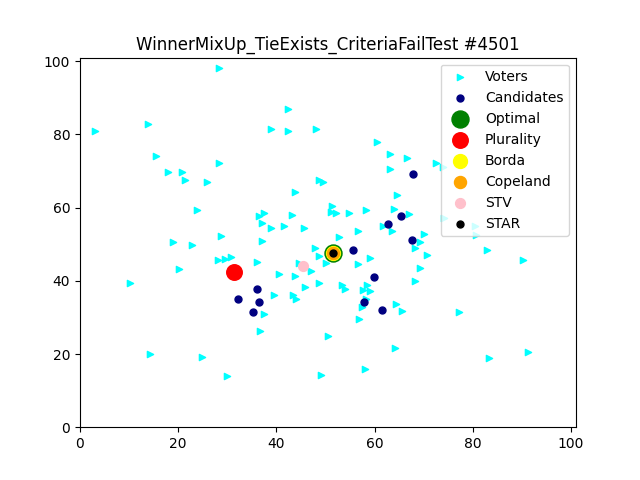 WinnerMixUp_TieExists_CriteriaFailTest #4501
100
80
60
40
20
0
0
20
40
60
80
100
Voters
Candidates
Optimal
Plurality
Borda
Copeland
STV
STAR